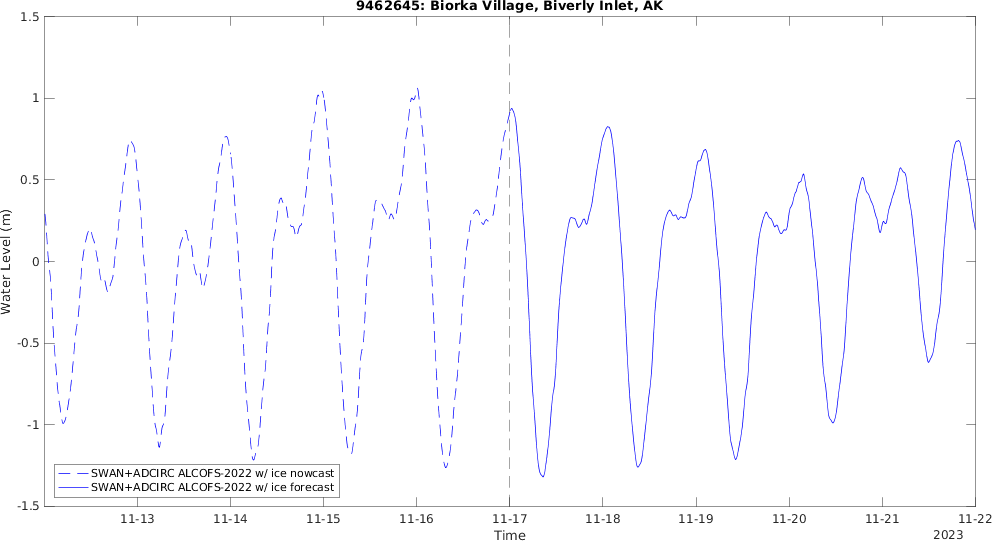 9462645: Biorka Village, Biverly Inlet, AK
Water Level (m)
1.5
1
0.5
0
-0.5
-1
-1.5
SWAN+ADCIRC ALCOFS-2022 w/ ice nowcast
SWAN+ADCIRC ALCOFS-2022 w/ ice forecast
11-13 11-14 11-15 11-16 11-17 11-18 11-19 11-20 11-21 11-22
Time
2023